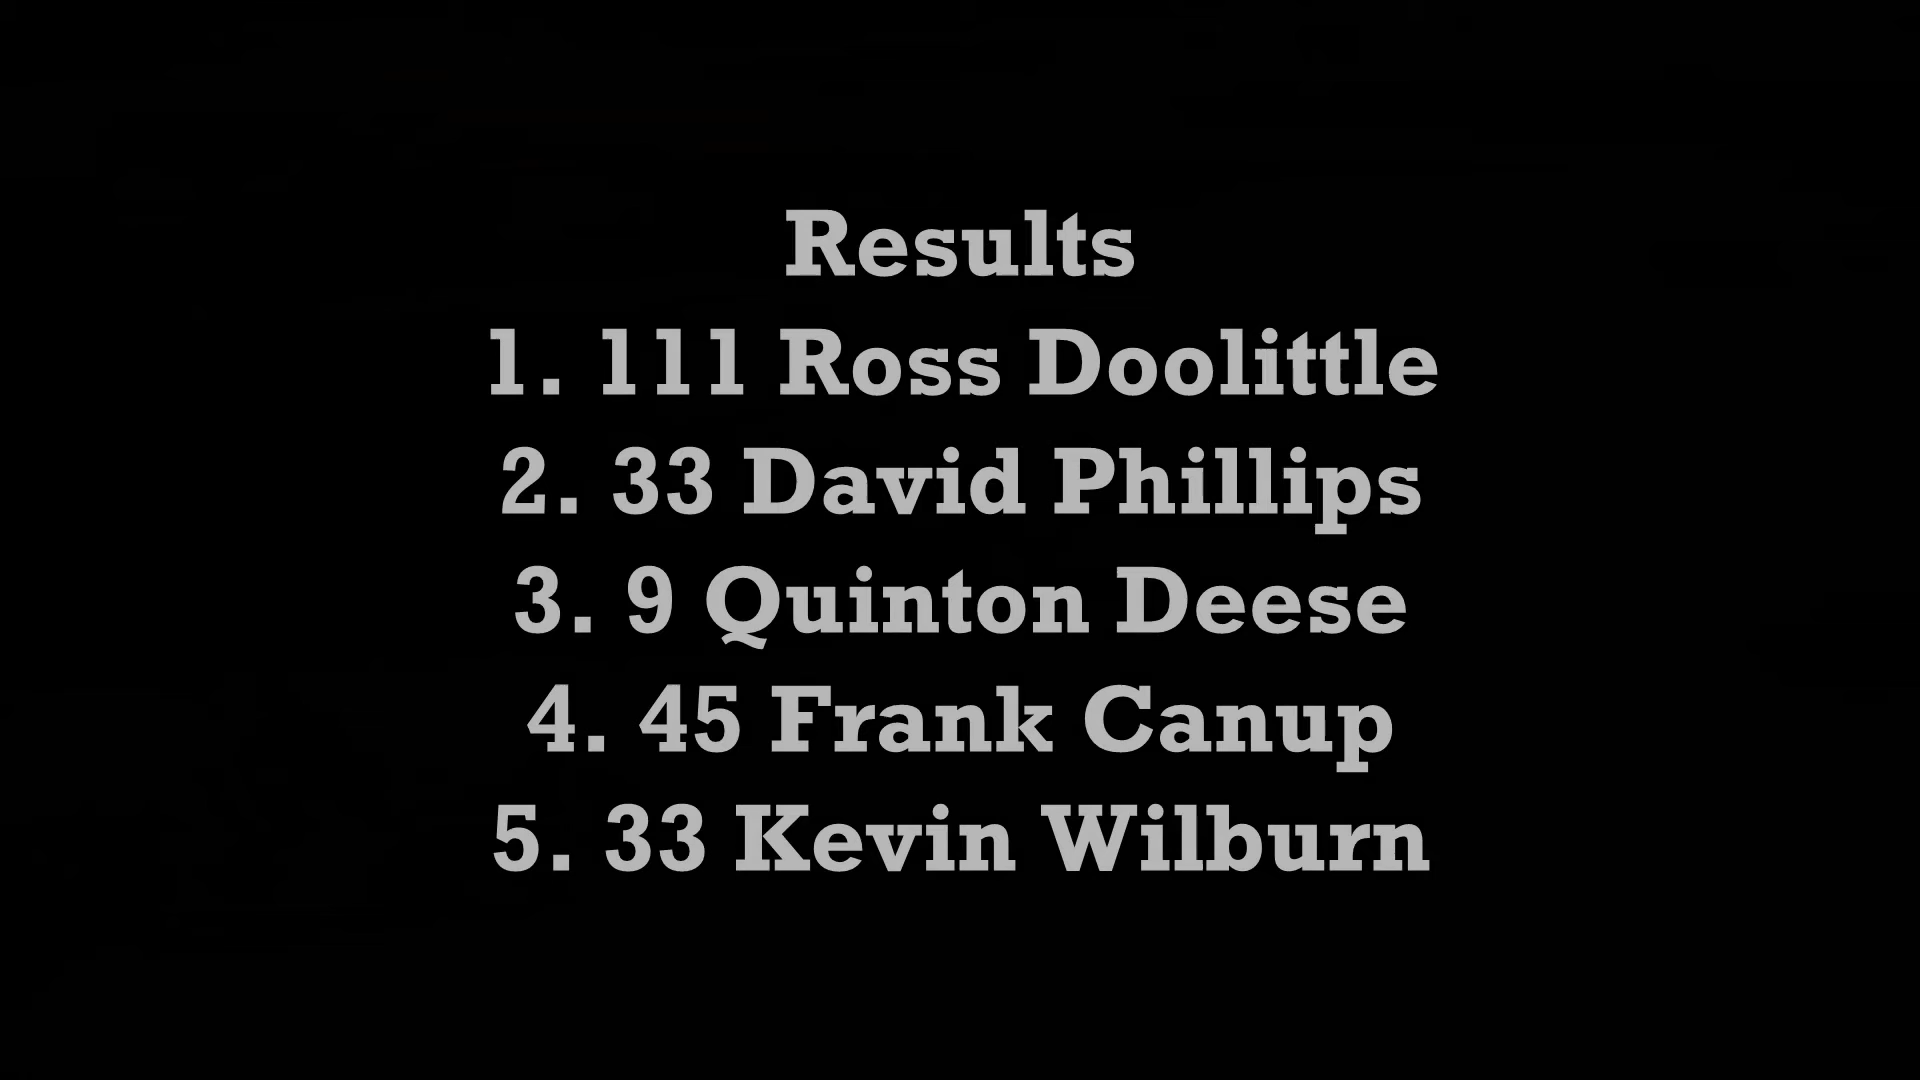 Results
1. 111 Ross Doolittle
2. 33 David Phillips
3. 9 Quinton Deese
4. 45 Frank Canup
5. 33 Kevin Wilburn